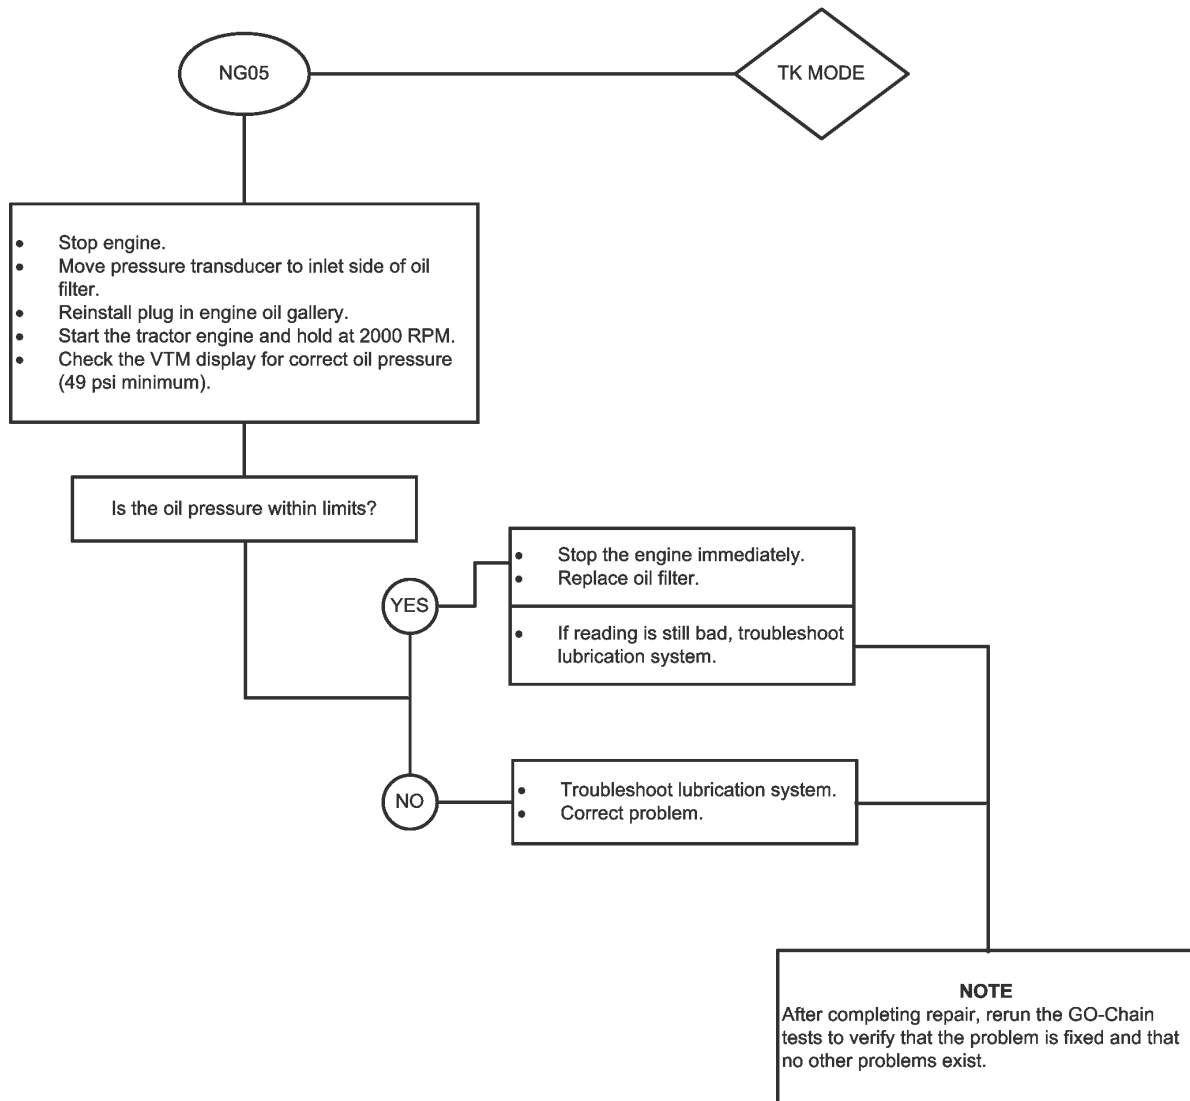 NG05
TK MODE
• Stop engine.
• Move pressure transducer to inlet side of oil
filter.
• Reinstall plug in engine oil gallery.
• Start the tractor engine and hold at 2000 RPM.
• Check the VTM display for correct oil pressure
(49 psi minimum).
Is the oil pressure within limits?
YES
• Stop the engine immediately.
• Replace oil filter.
• If reading is still bad, troubleshoot
lubrication system.
NO
• Troubleshoot lubrication system.
• Correct problem.
NOTE
After completing repair, rerun the GO-Chain
tests to verify that the problem is fixed and that
no other problems exist.